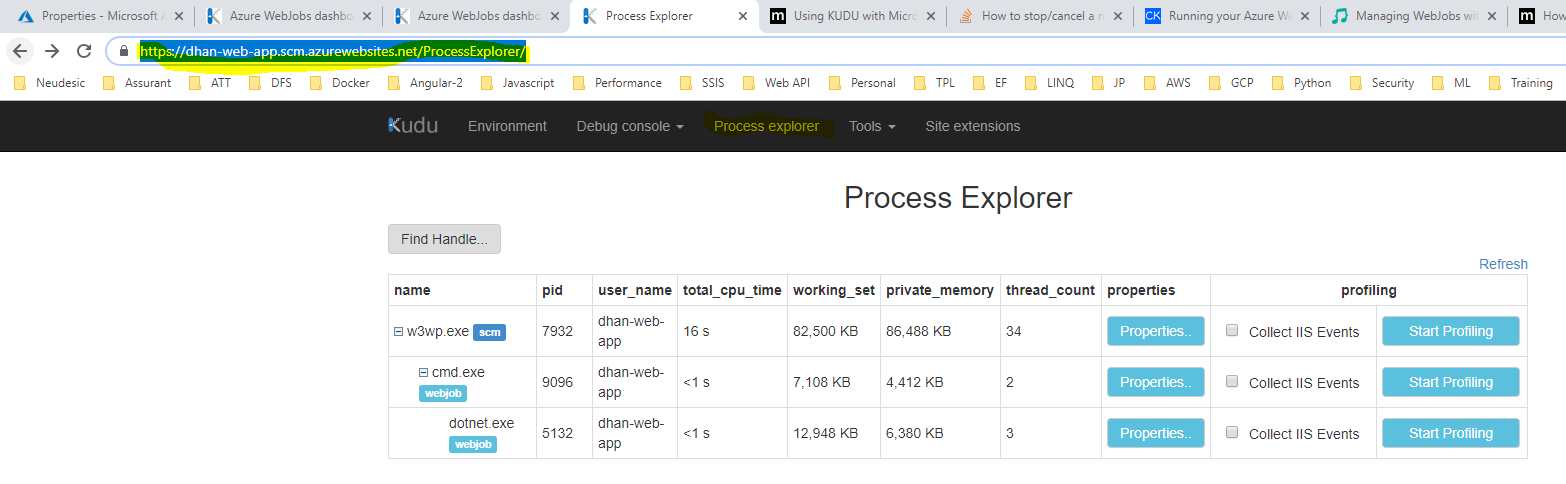 Properties - Microsoft A
Azure WebJobs dashbo
Azure WebJobs dashbo
Process Explorer
Using KUDU with Micr
How to stop/cancel a r
Running your Azure We
Managing WebJobs wit
How
https://dhan-web-app.scm.azurewebsites.net/ProcessExplorer/
Neudesic Assurant ATT DFS Docker Angular-2 Javascript Performance SSIS Web API Personal TPL EF LINQ JP AWS GCP Python Security ML Training
Kudu Environment Debug console Process explorer Tools Site extensions
Process Explorer
Find Handle...
Refresh
name pid user_name total_cpu_time working_set private_memory thread_count properties profiling
w3wp.exe scm 7932 dhan-web-app 16 s 82,500 KB 86,488 KB 34 Properties.. Collect IIS Events Start Profiling
cmd.exe webjob 9096 dhan-web-app <1 s 7,108 KB 4,412 KB 2 Properties.. Collect IIS Events Start Profiling
dotnet.exe webjob 5132 dhan-web-app <1 s 12,948 KB 6,380 KB 3 Properties.. Collect IIS Events Start Profiling